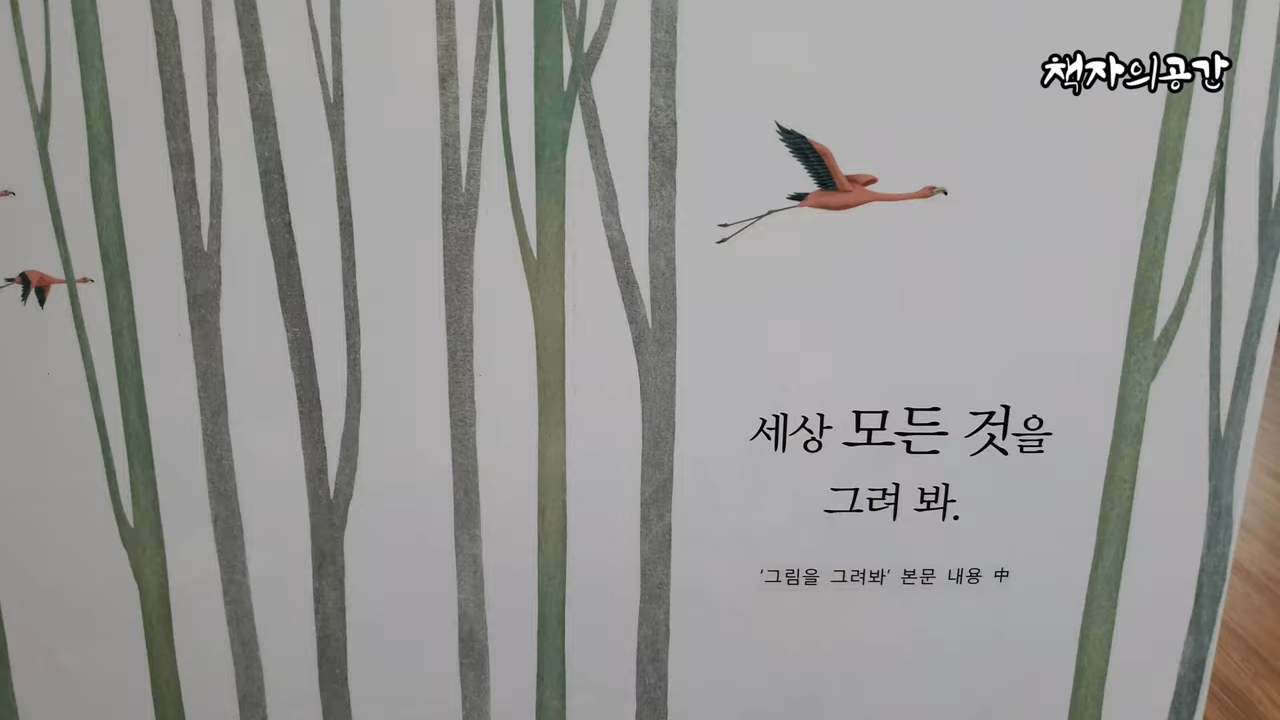 책자의공간
세상 모든 것을
그려 봐.
'그림을 그려봐' 본문 내용 中